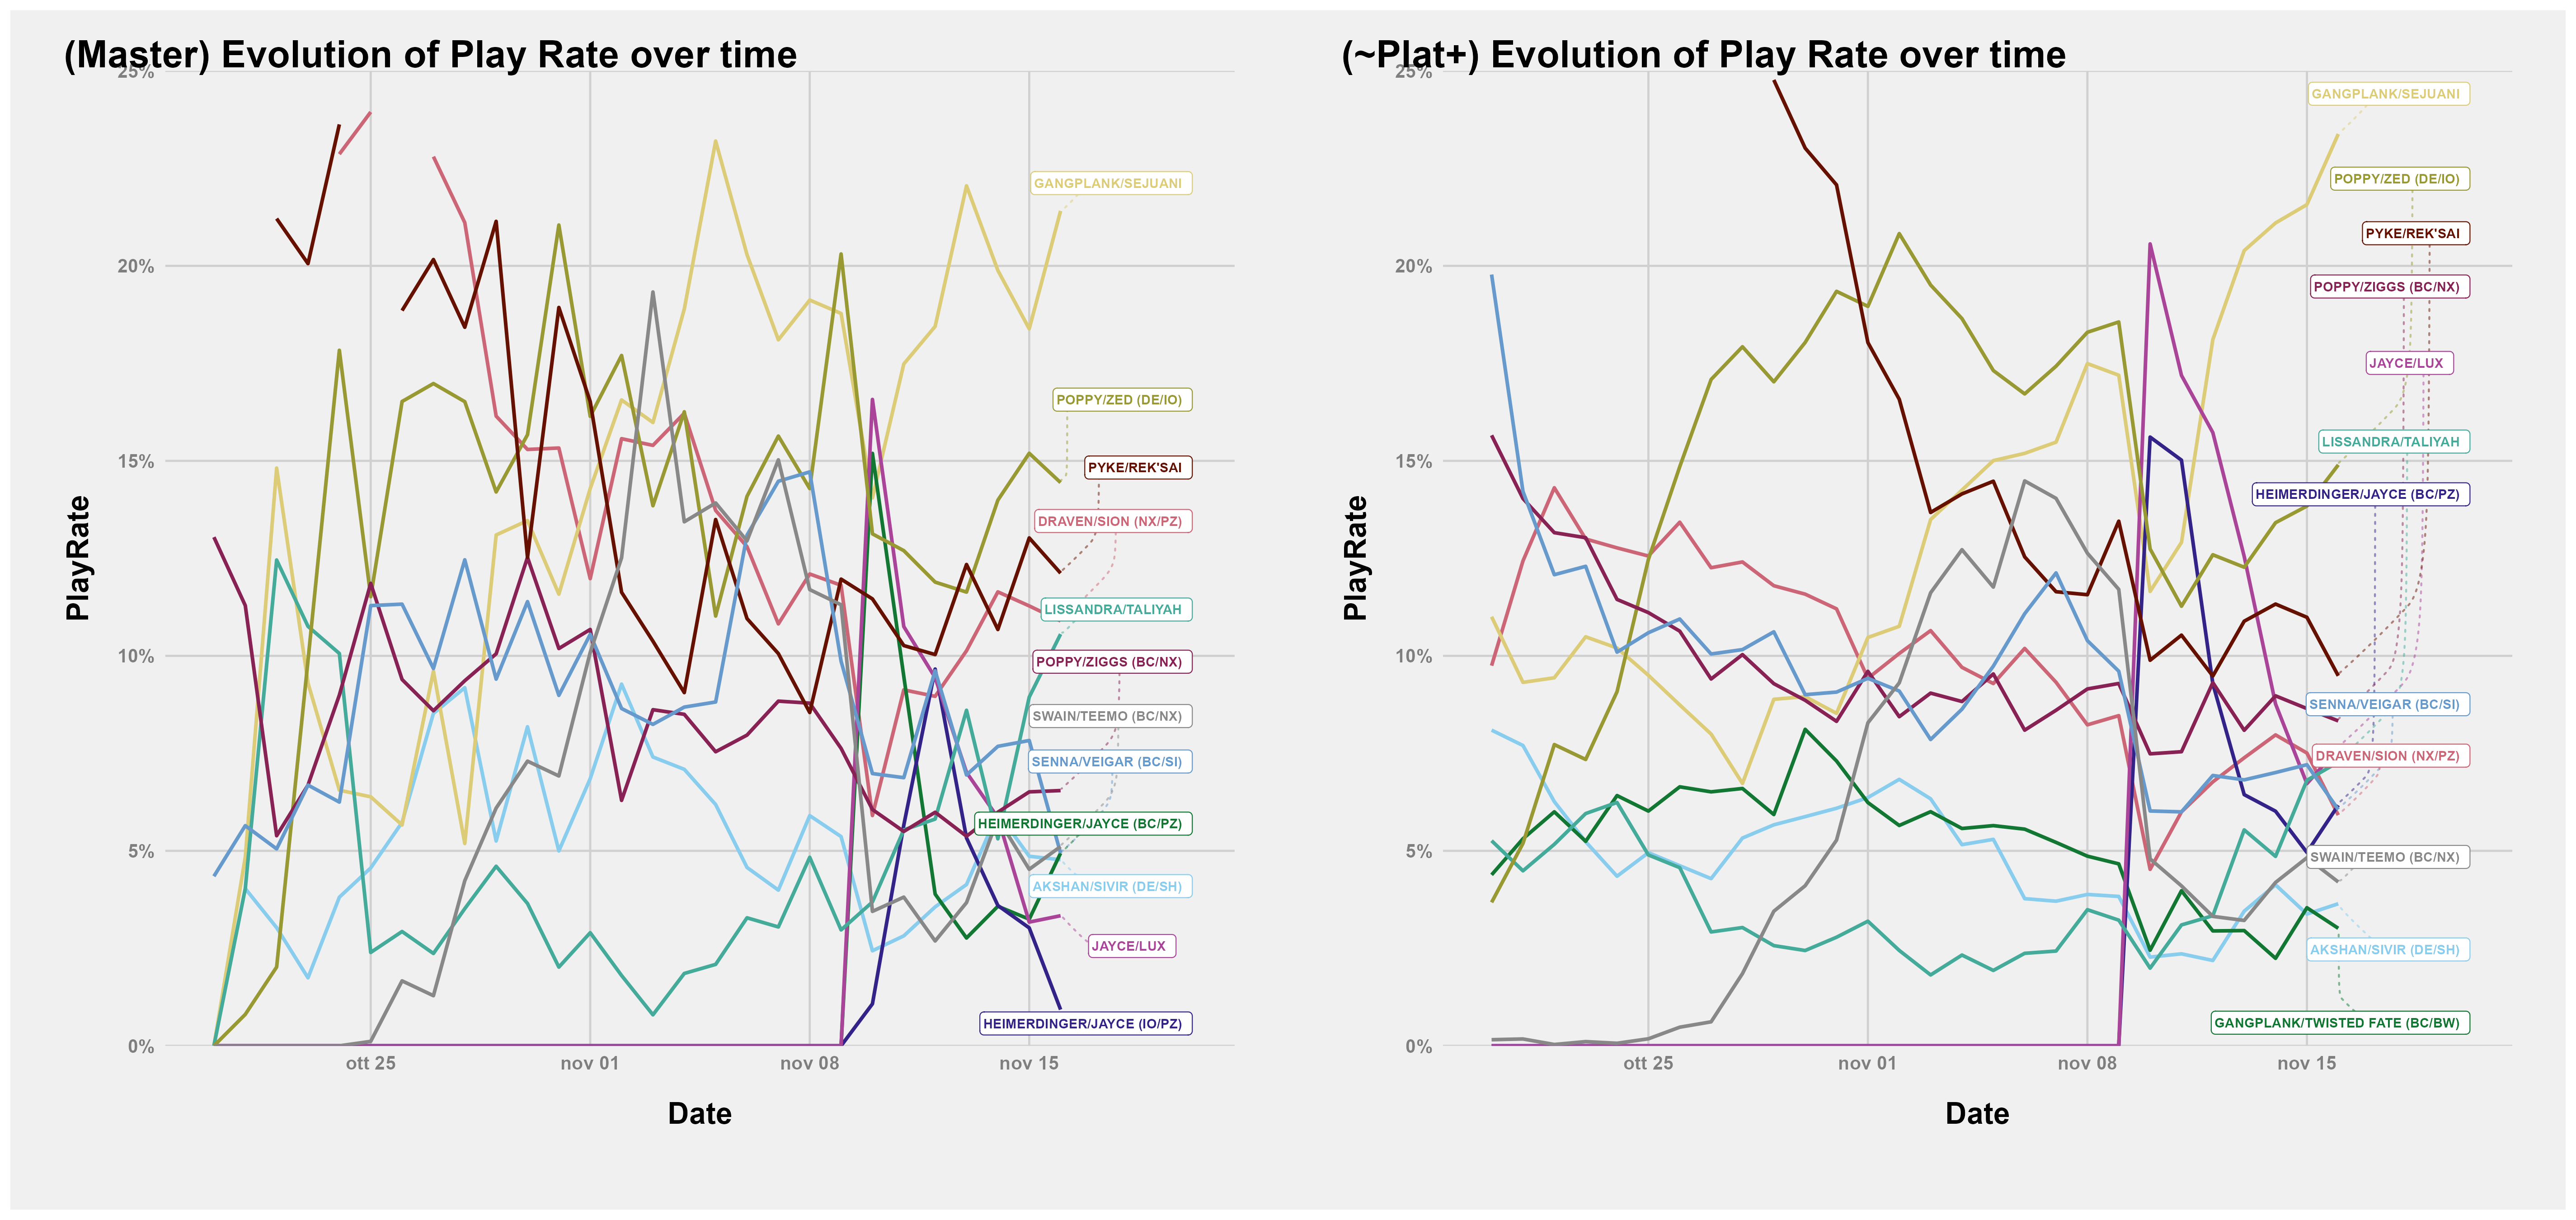 (Master) Evolution of Play Rate over time
25%
20%
15%
10%
5%
0%
PlayRate
ott 25
nov 01
nov 08
nov 15
Date
GANGPLANK/SEJUANI
POPPY/ZED (DE/IO)
PYKE/REK'SAI
DRAVEN/SION (NX/PZ)
LISSANDRA/TALIYAH
POPPY/ZIGGS (BC/NX)
SWAIN/TEEMO (BC/NX)
SENNA/VEIGAR (BC/SI)
HEIMERDINGER/JAYCE (BC/PZ)
AKSHAN/SIVIR (DE/SH)
JAYCE/LUX
HEIMERDINGER/JAYCE (IO/PZ)
(~Plat+) Evolution of Play Rate over time
25%
20%
15%
10%
5%
0%
PlayRate
ott 25
nov 01
nov 08
nov 15
Date
GANGPLANK/SEJUANI
POPPY/ZED (DE/IO)
PYKE/REK'SAI
POPPY/ZIGGS (BC/NX)
JAYCE/LUX
LISSANDRA/TALIYAH
HEIMERDINGER/JAYCE (BC/PZ)
SENNA/VEIGAR (BC/SI)
DRAVEN/SION (NX/PZ)
SWAIN/TEEMO (BC/NX)
AKSHAN/SIVIR (DE/SH)
GANGPLANK/TWISTED FATE (BC/BW)